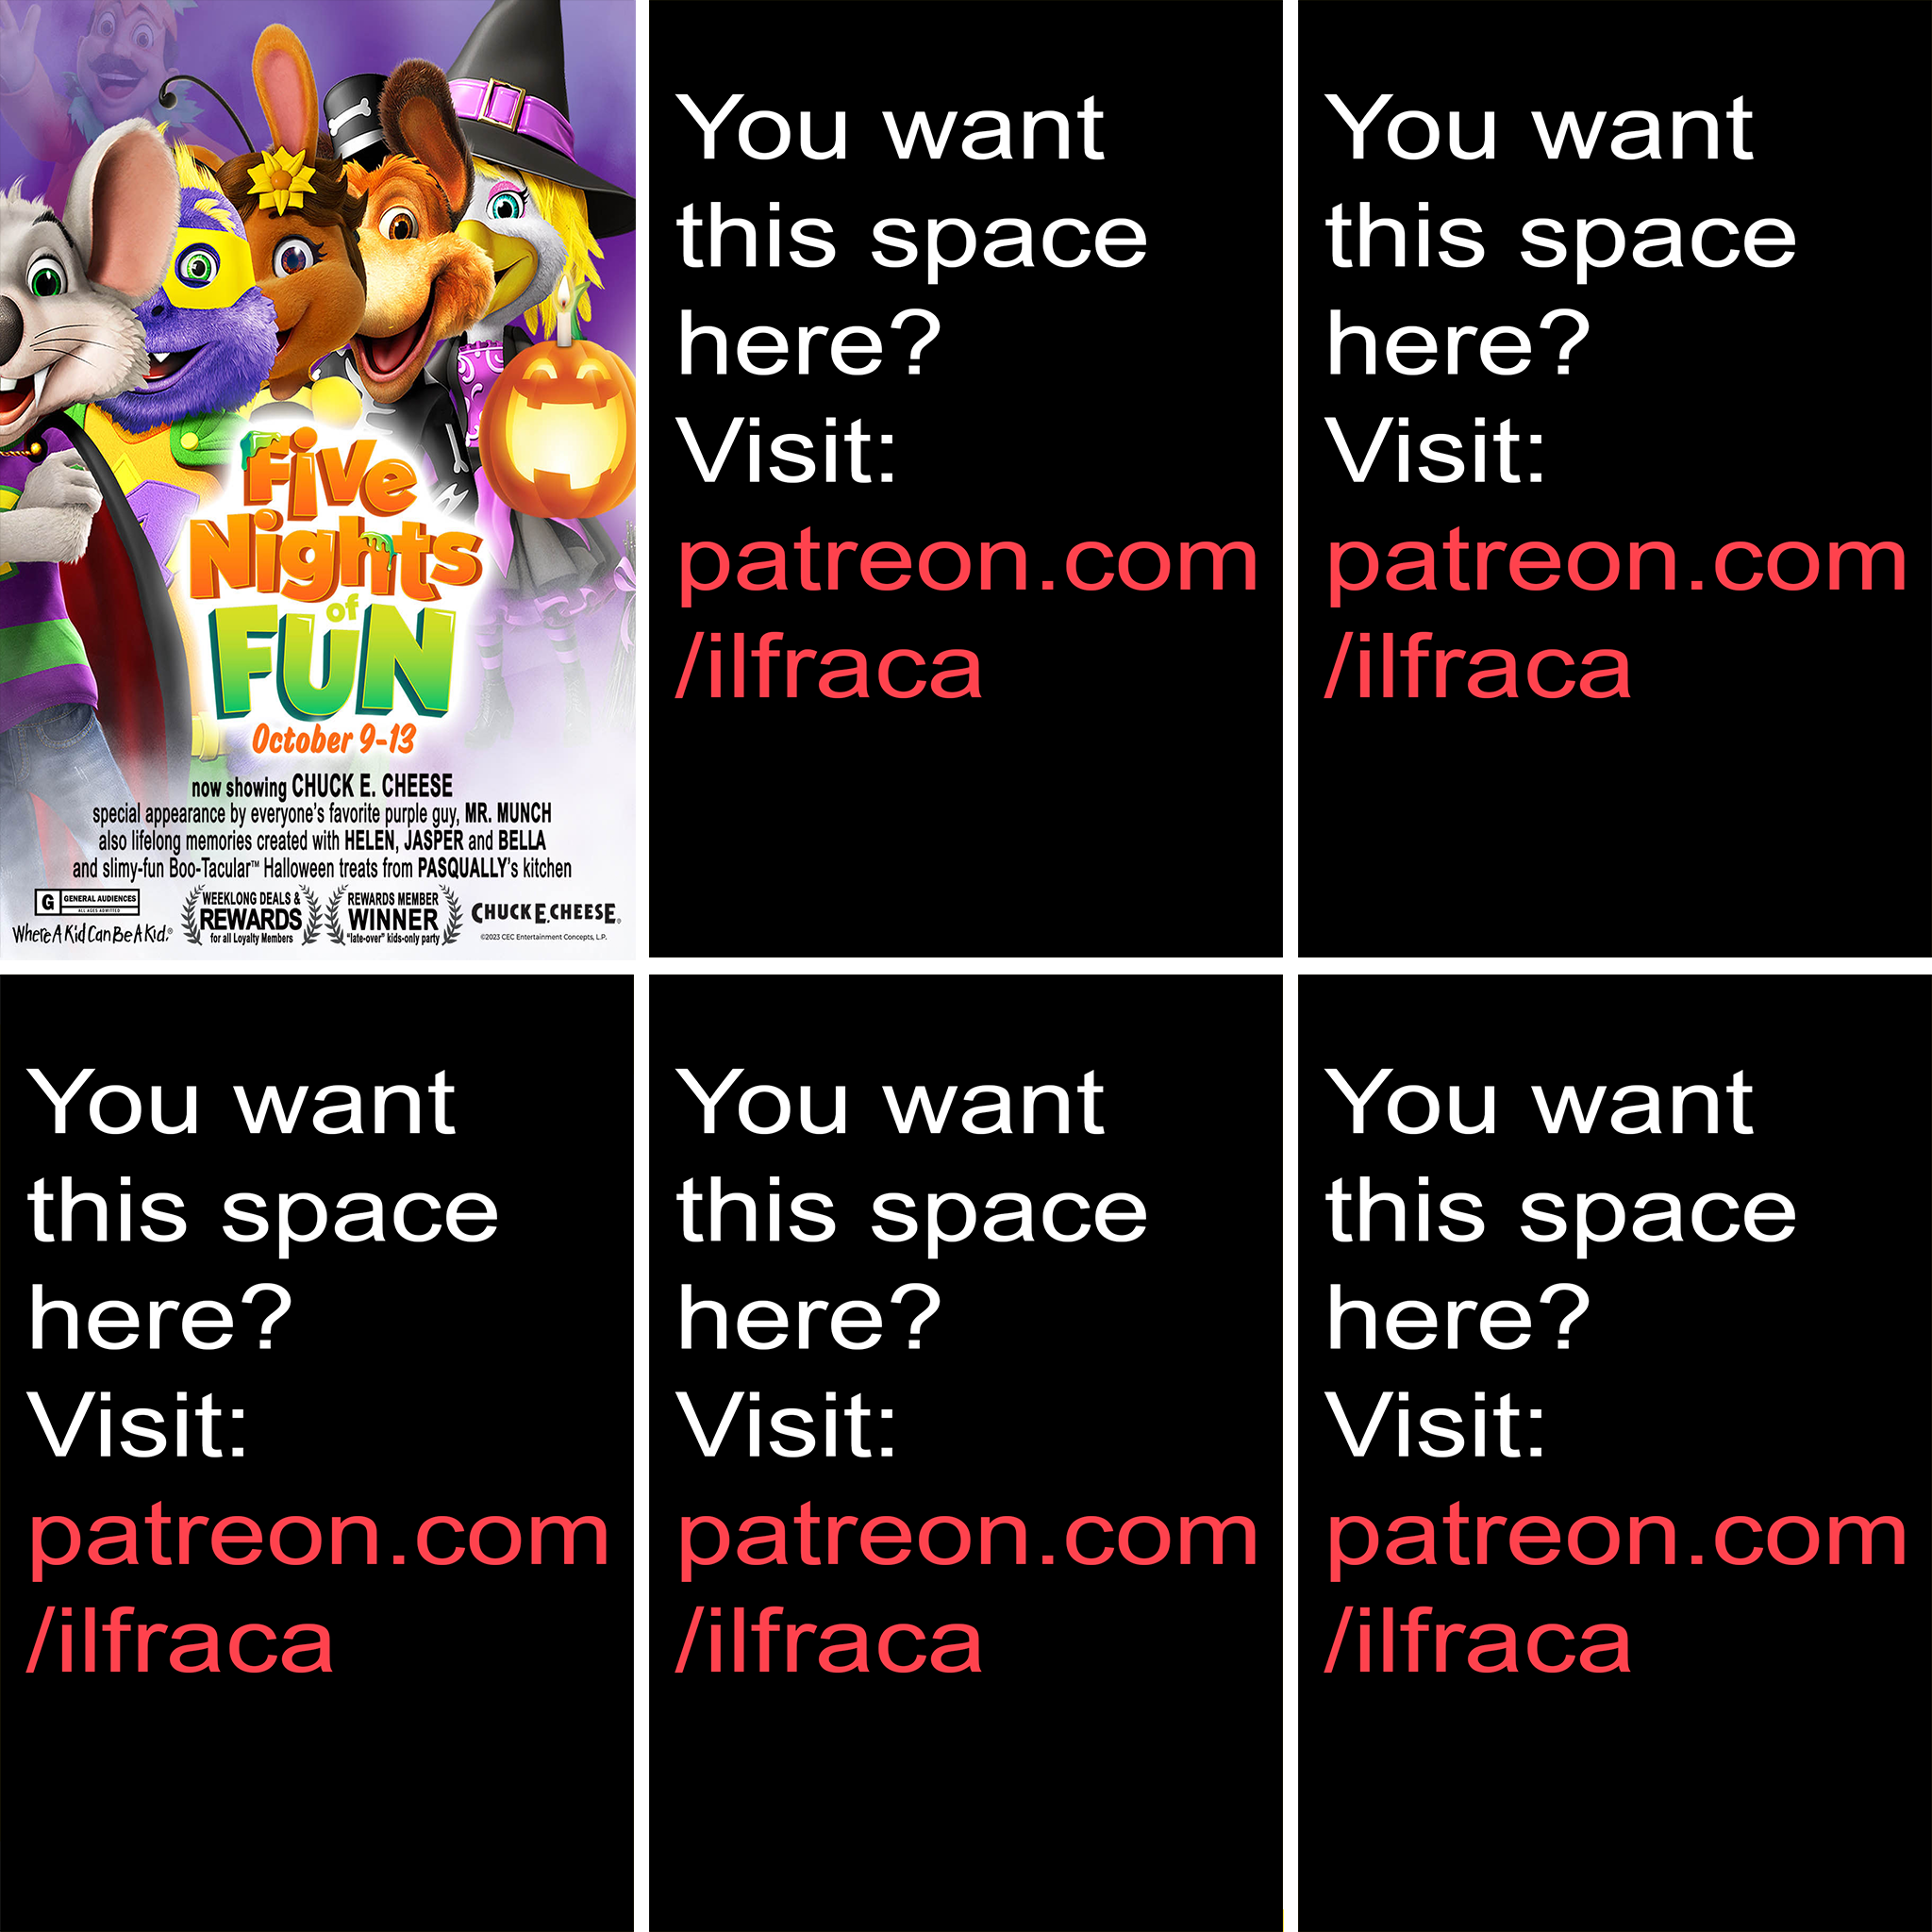 Five
Nights
of
FUN
October 9-13
now showing CHUCK E. CHEESE
special appearance by everyone's favorite purple guy, MR. MUNCH
also lifelong memories created with HELEN, JASPER and BELLA
and slimy-fun Boo-Tacular™ Halloween treats from PASQUALLY's kitchen
G GENERAL AUDIENCES
ALL AGES ADMITTED
Where A Kid Can Be A Kid.®
WEEKLONG DEALS &
REWARDS
for all Loyalty Members
REWARDS MEMBER
WINNER
"late-over" kids-only party
CHUCK E. CHEESE®
©2023 CEC Entertainment Concepts, L.P.
You want
this space
here?
Visit:
patreon.com
/ilfraca
You want
this space
here?
Visit:
patreon.com
/ilfraca
You want
this space
here?
Visit:
patreon.com
/ilfraca
You want
this space
here?
Visit:
patreon.com
/ilfraca
You want
this space
here?
Visit:
patreon.com
/ilfraca